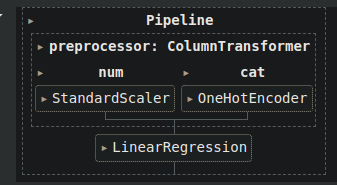 Pipeline
preprocessor: ColumnTransformer
num cat
StandardScaler OneHotEncoder
LinearRegression